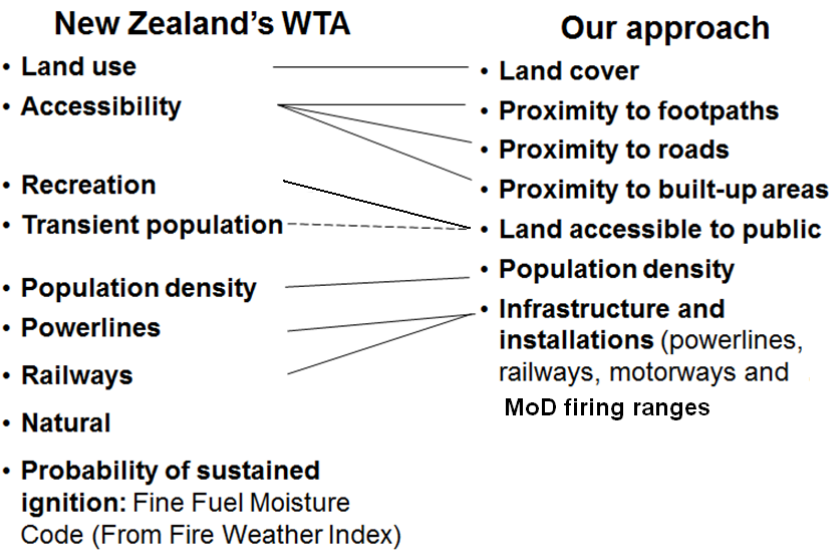 New Zealand's WTA
• Land use
• Accessibility
• Recreation
• Transient population
• Population density
• Powerlines
• Railways
• Natural
• Probability of sustained
ignition: Fine Fuel Moisture
Code (From Fire Weather Index)
Our approach
• Land cover
• Proximity to footpaths
• Proximity to roads
• Proximity to built-up areas
• Land accessible to public
• Population density
• Infrastructure and
installations (powerlines,
railways, motorways and
MoD firing ranges